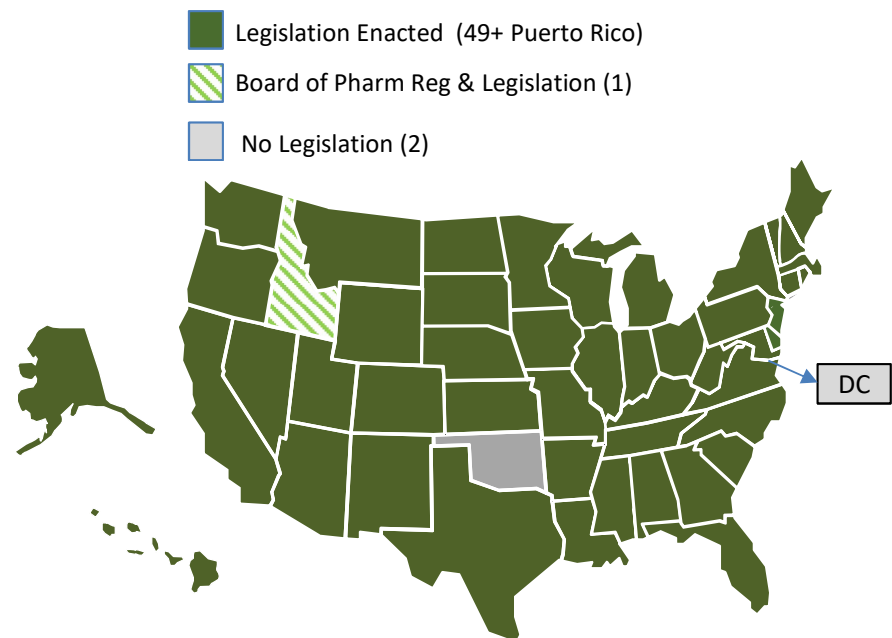 Legislation Enacted (49+ Puerto Rico)
Board of Pharm Reg & Legislation (1)
No Legislation (2)
DC